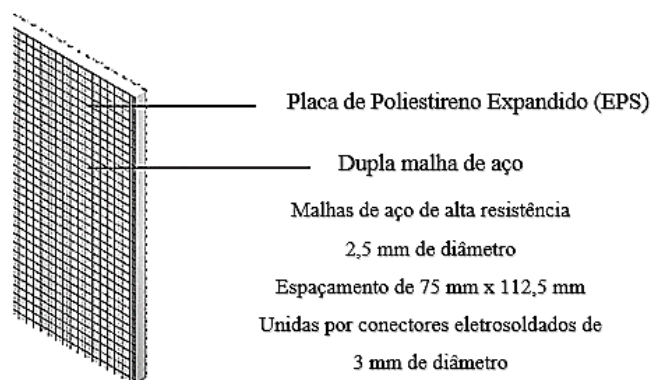 Placa de Poliestireno Expandido (EPS)
Dupla malha de aço
Malhas de aço de alta resistência
2,5 mm de diâmetro
Espaçamento de 75 mm x 112,5 mm
Unidas por conectores eletrosoldados de
3 mm de diâmetro